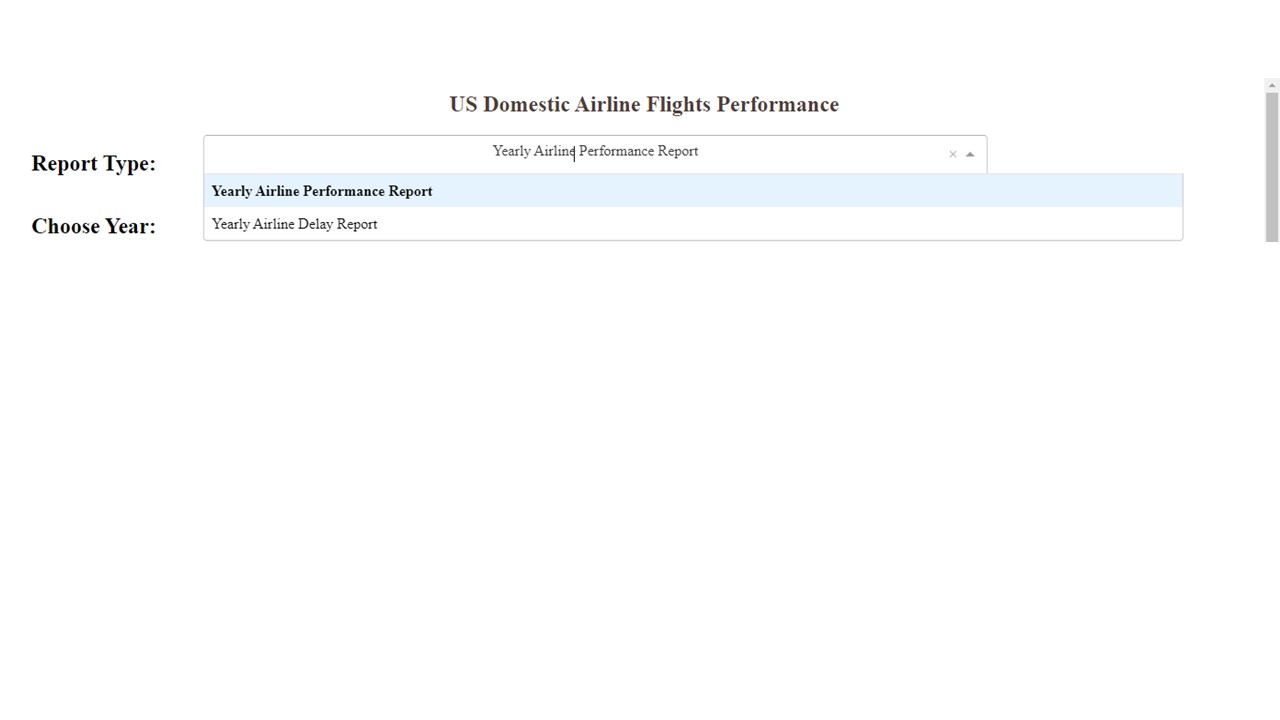 US Domestic Airline Flights Performance
Report Type:
Yearly Airline Performance Report ×
Yearly Airline Performance Report
Yearly Airline Delay Report
Choose Year: